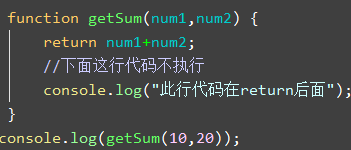 function getSum(num1,num2) {
return num1+num2;
//下面这行代码不执行
console.log("此行代码在return后面");
}
console.log(getSum(10,20));